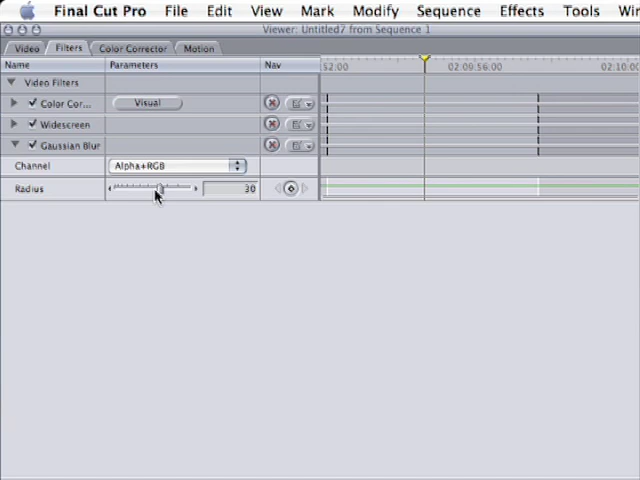 Final Cut Pro File Edit View Mark Modify Sequence Effects Tools
Viewer: Untitled7 from Sequence 1
Video Filters Color Corrector Motion
Name Parameters Nav 52:00 02:09:56:00 02:10:00
Video Filters
Color Cor... Visual
Widescreen
Gaussian Blur
Channel Alpha+RGB
Radius 30